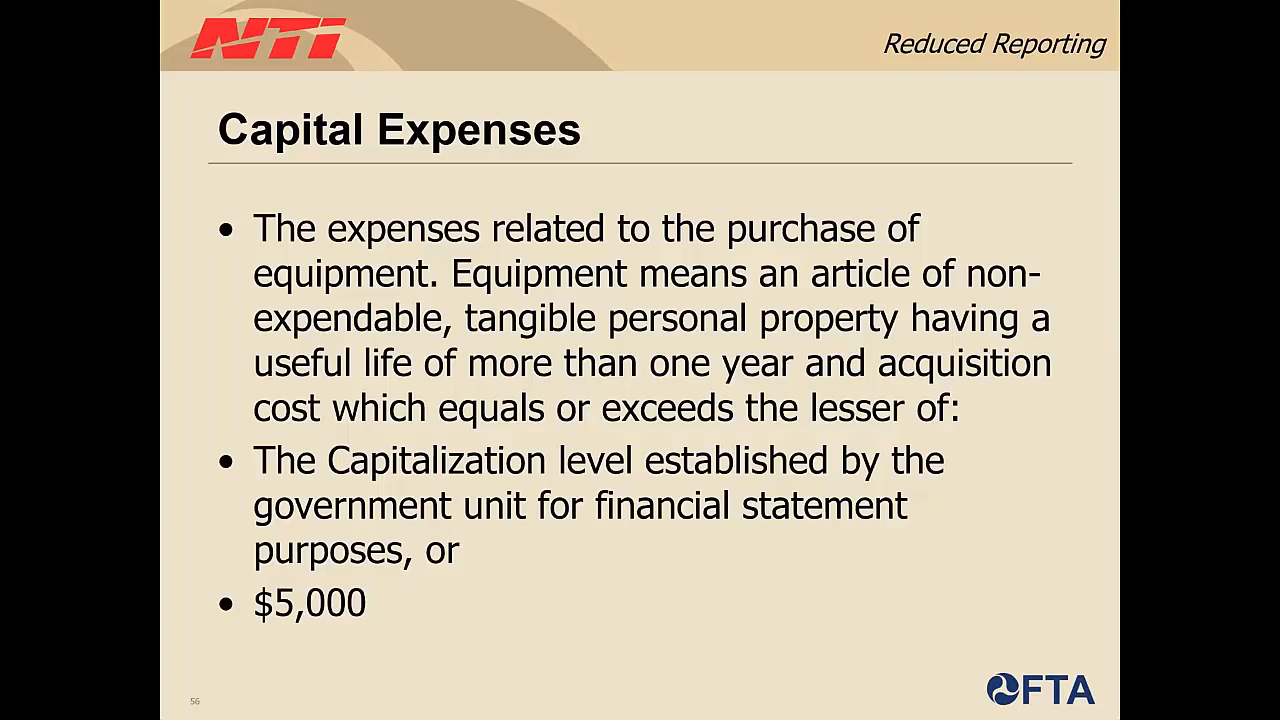 NTI
Reduced Reporting
Capital Expenses
• The expenses related to the purchase of
equipment. Equipment means an article of non-
expendable, tangible personal property having a
useful life of more than one year and acquisition
cost which equals or exceeds the lesser of:
• The Capitalization level established by the
government unit for financial statement
purposes, or
• $5,000
56
FTA